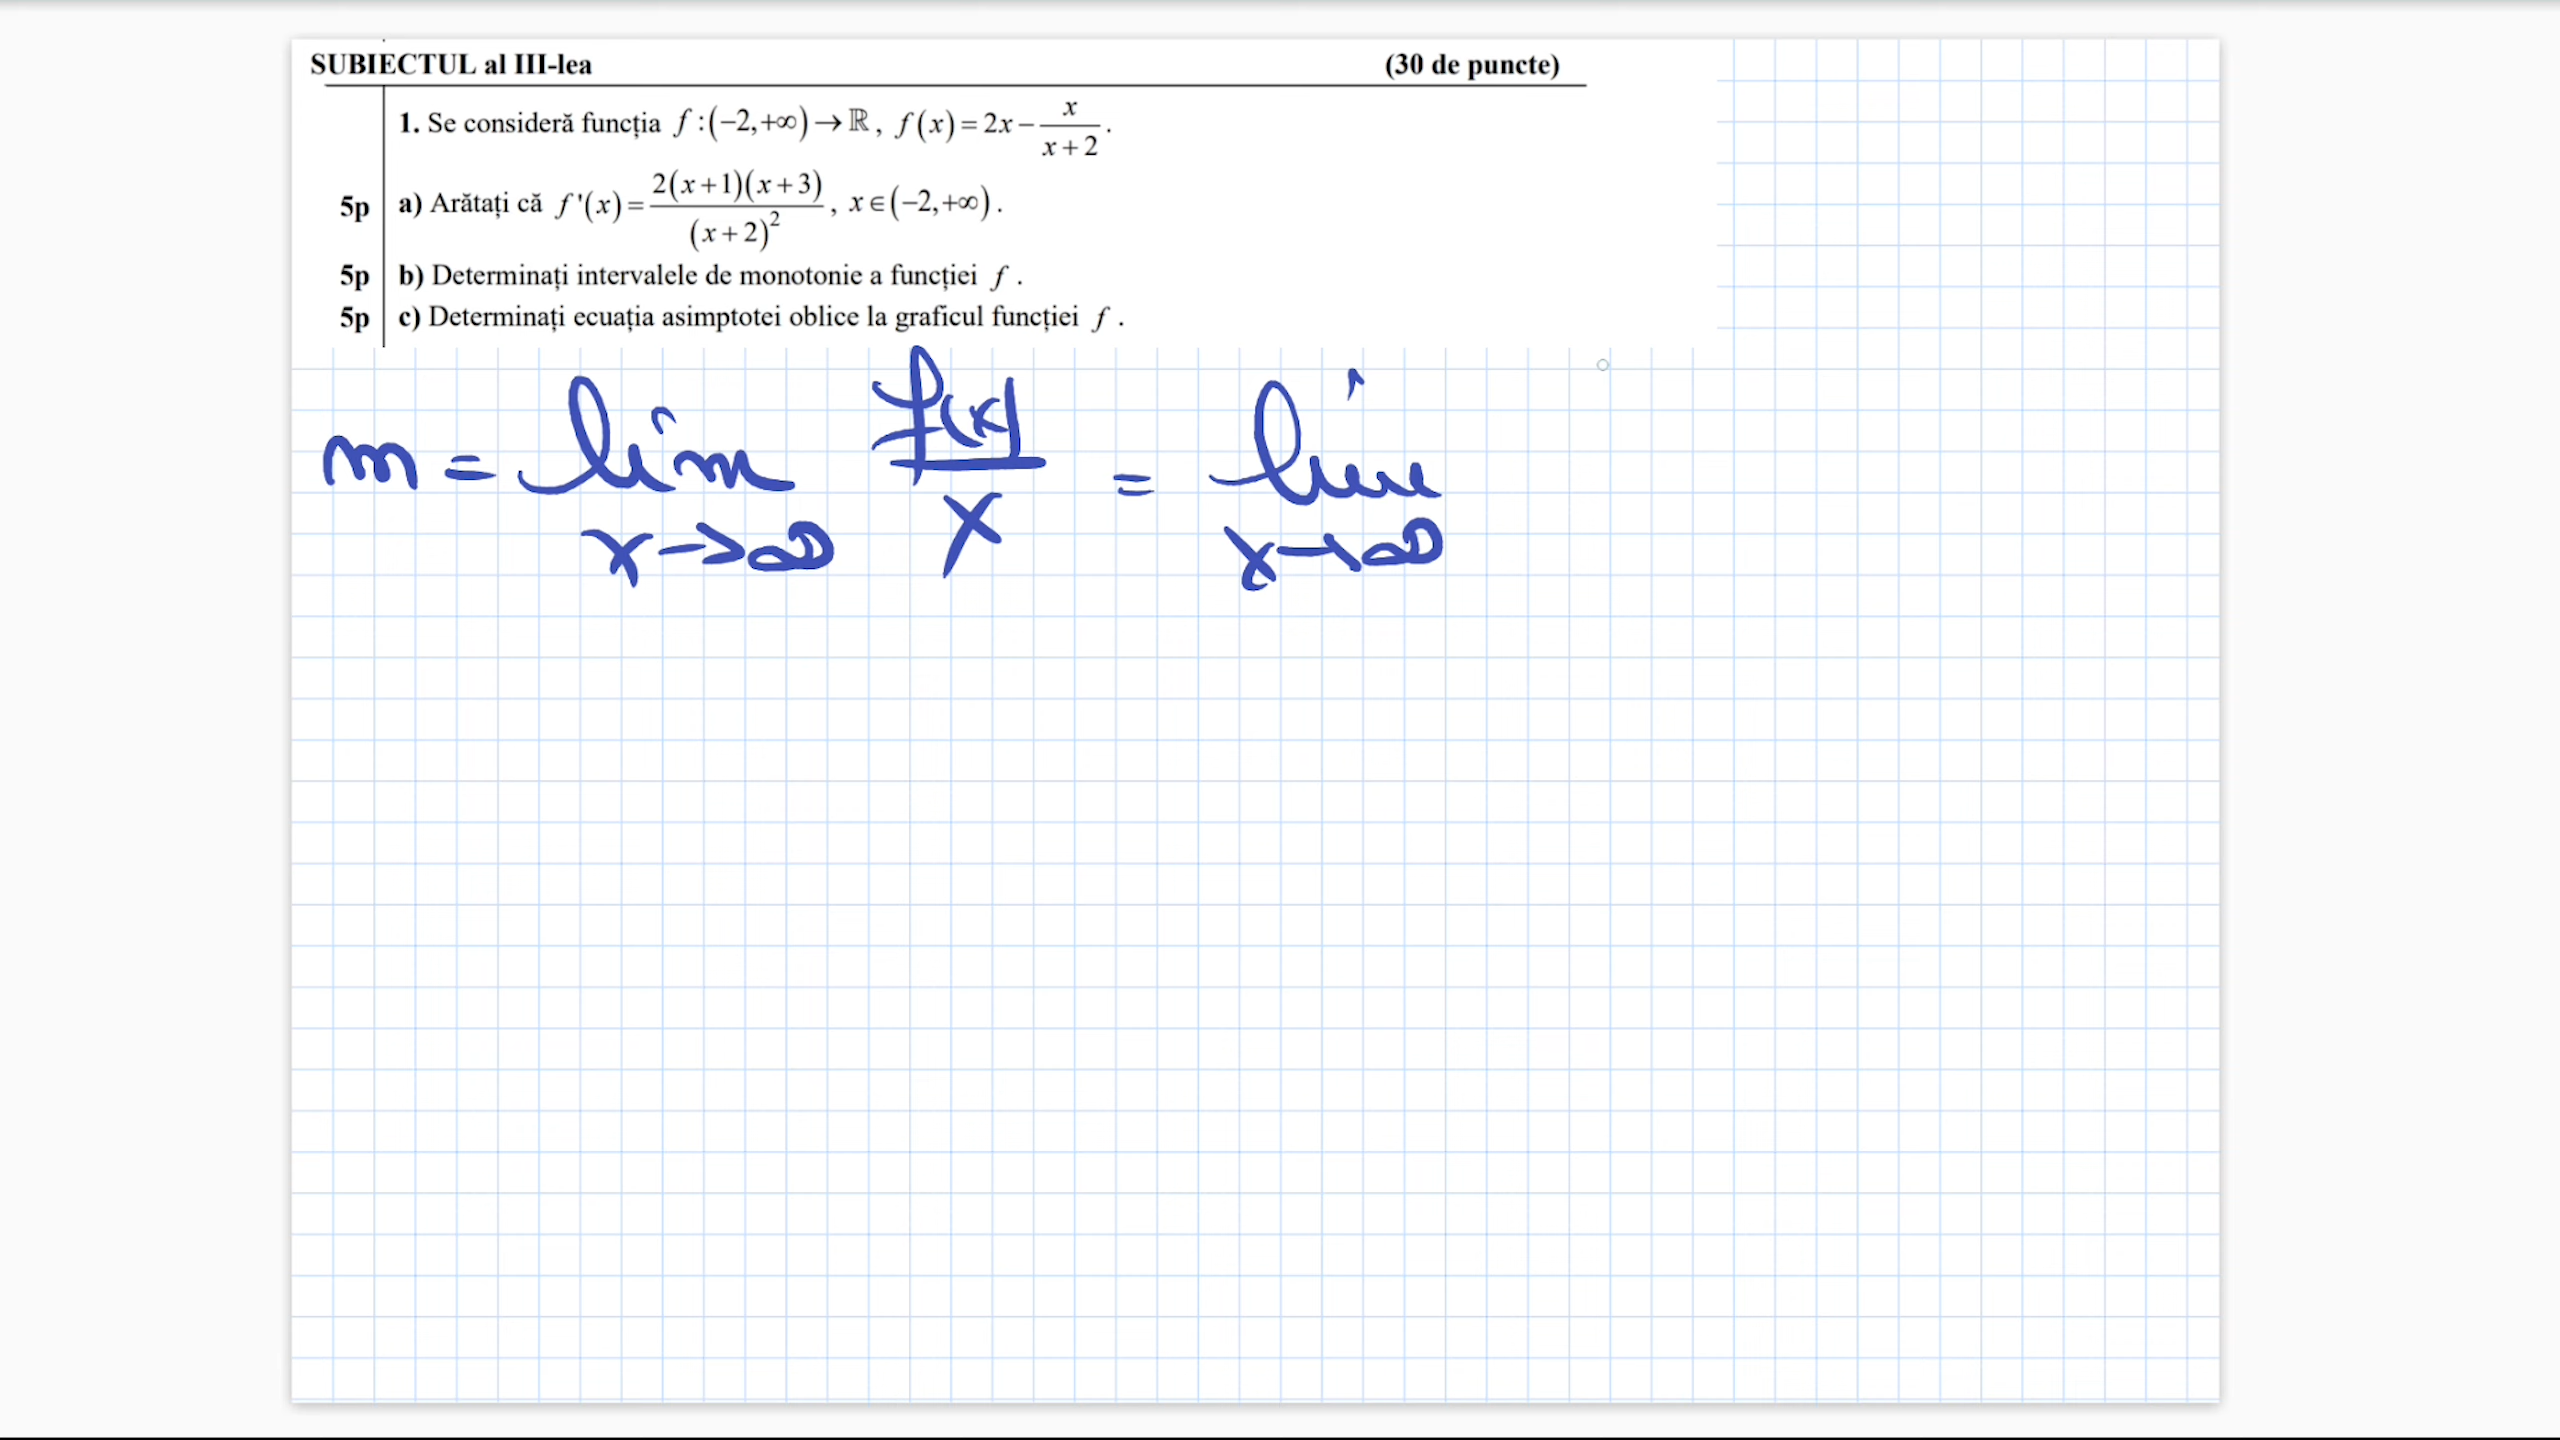 SUBIECTUL al III-lea (30 de puncte)
1. Se consideră funcția f :(−2,+∞)→ℝ, f(x)=2x−x/(x+2).
5p a) Arătați că f'(x)=2(x+1)(x+3)/(x+2)², x∈(−2,+∞).
5p b) Determinați intervalele de monotonie a funcției f .
5p c) Determinați ecuația asimptotei oblice la graficul funcției f .
m = lim x→∞ f(x)/x = lim x→∞